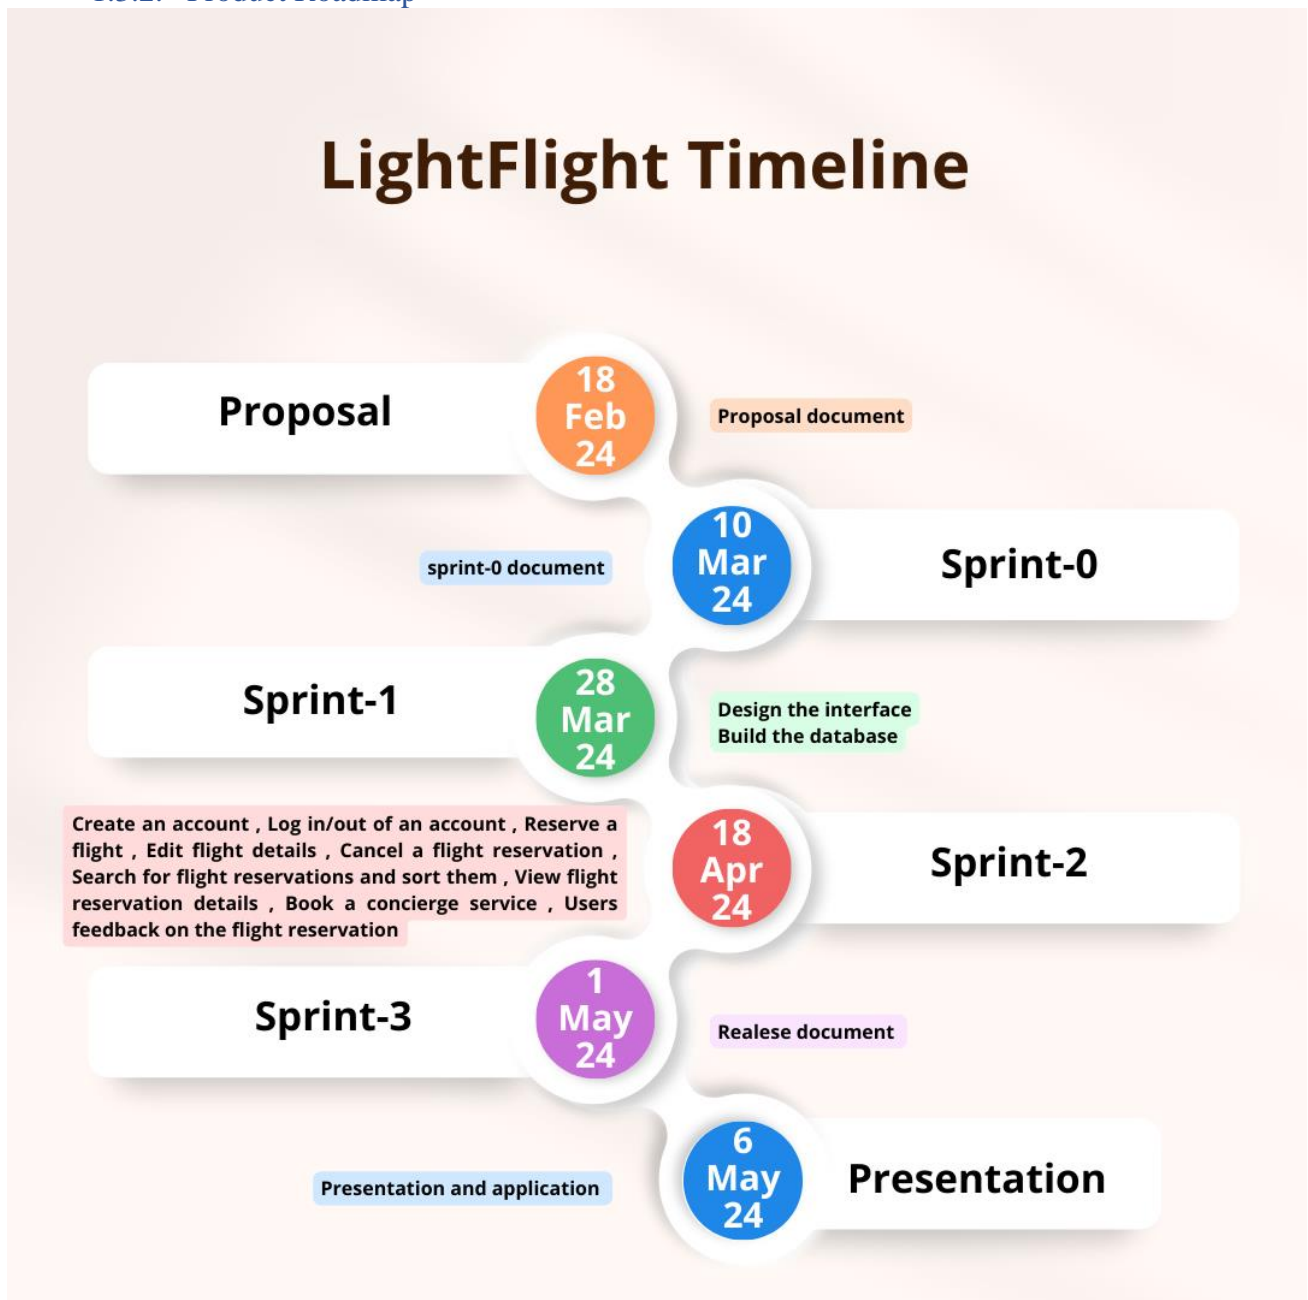 Product Roadmap
LightFlight Timeline
Proposal
18
Feb
24
Proposal document
sprint-0 document
10
Mar
24
Sprint-0
Sprint-1
28
Mar
24
Design the interface
Build the database
Create an account , Log in/out of an account , Reserve a
flight , Edit flight details , Cancel a flight reservation ,
Search for flight reservations and sort them , View flight
reservation details , Book a concierge service , Users
feedback on the flight reservation
18
Apr
24
Sprint-2
Sprint-3
1
May
24
Realese document
Presentation and application
6
May
24
Presentation